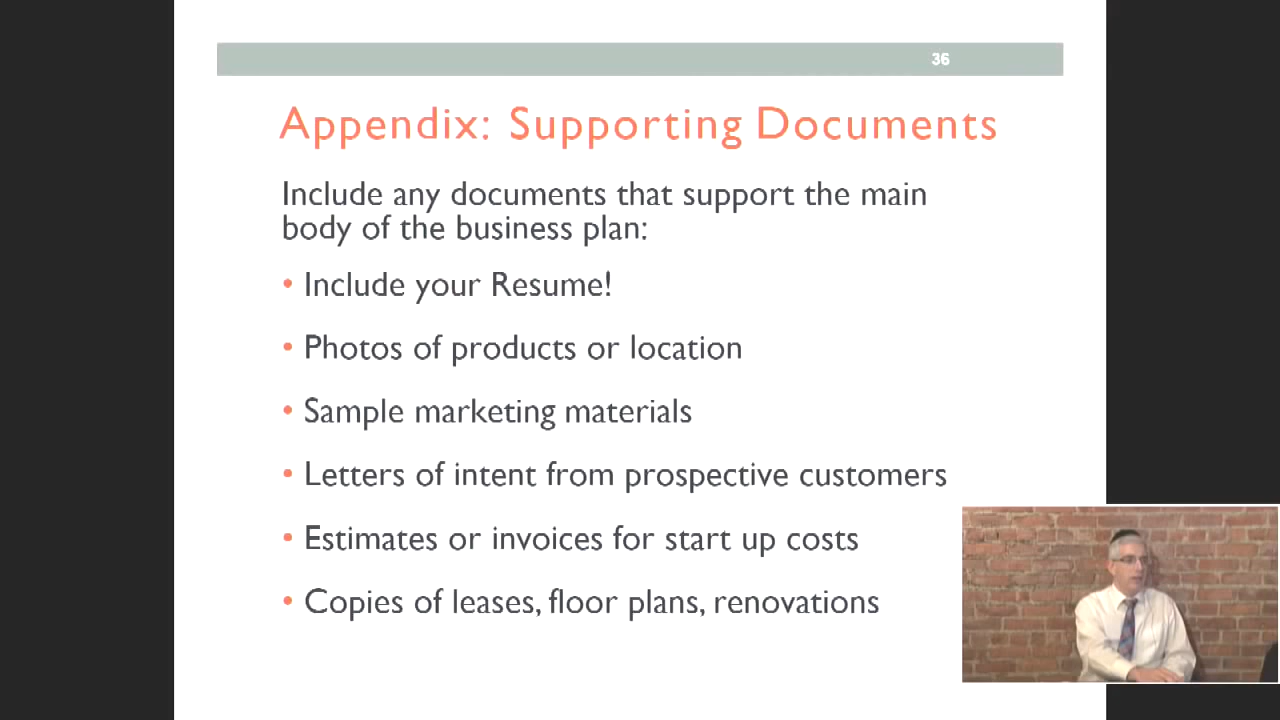 36
Appendix: Supporting Documents
Include any documents that support the main
body of the business plan:
• Include your Resume!
• Photos of products or location
• Sample marketing materials
• Letters of intent from prospective customers
• Estimates or invoices for start up costs
• Copies of leases, floor plans, renovations